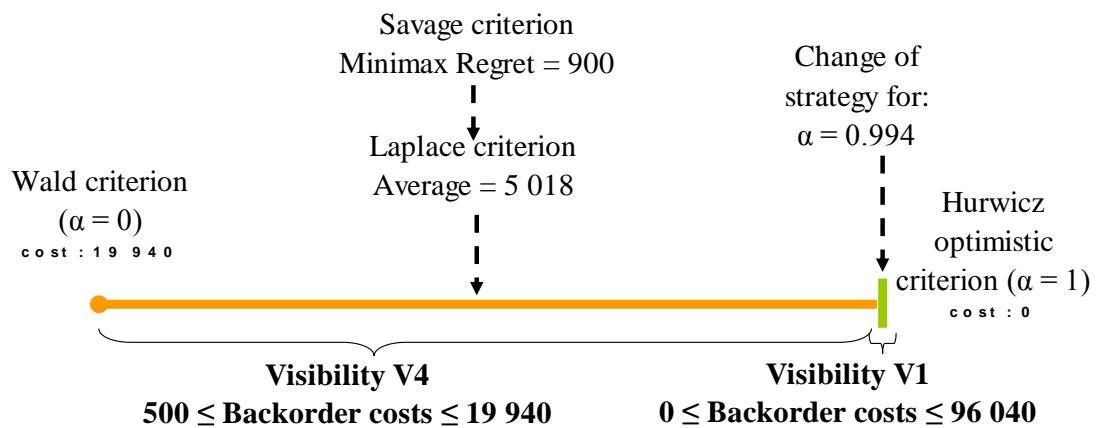 Savage criterion
Minimax Regret = 900
Change of
strategy for:
α = 0.994
Laplace criterion
Average = 5 018
Wald criterion
(α = 0)
cost : 19 940
Hurwicz
optimistic
criterion (α = 1)
cost : 0
Visibility V4
500 ≤ Backorder costs ≤ 19 940
Visibility V1
0 ≤ Backorder costs ≤ 96 040